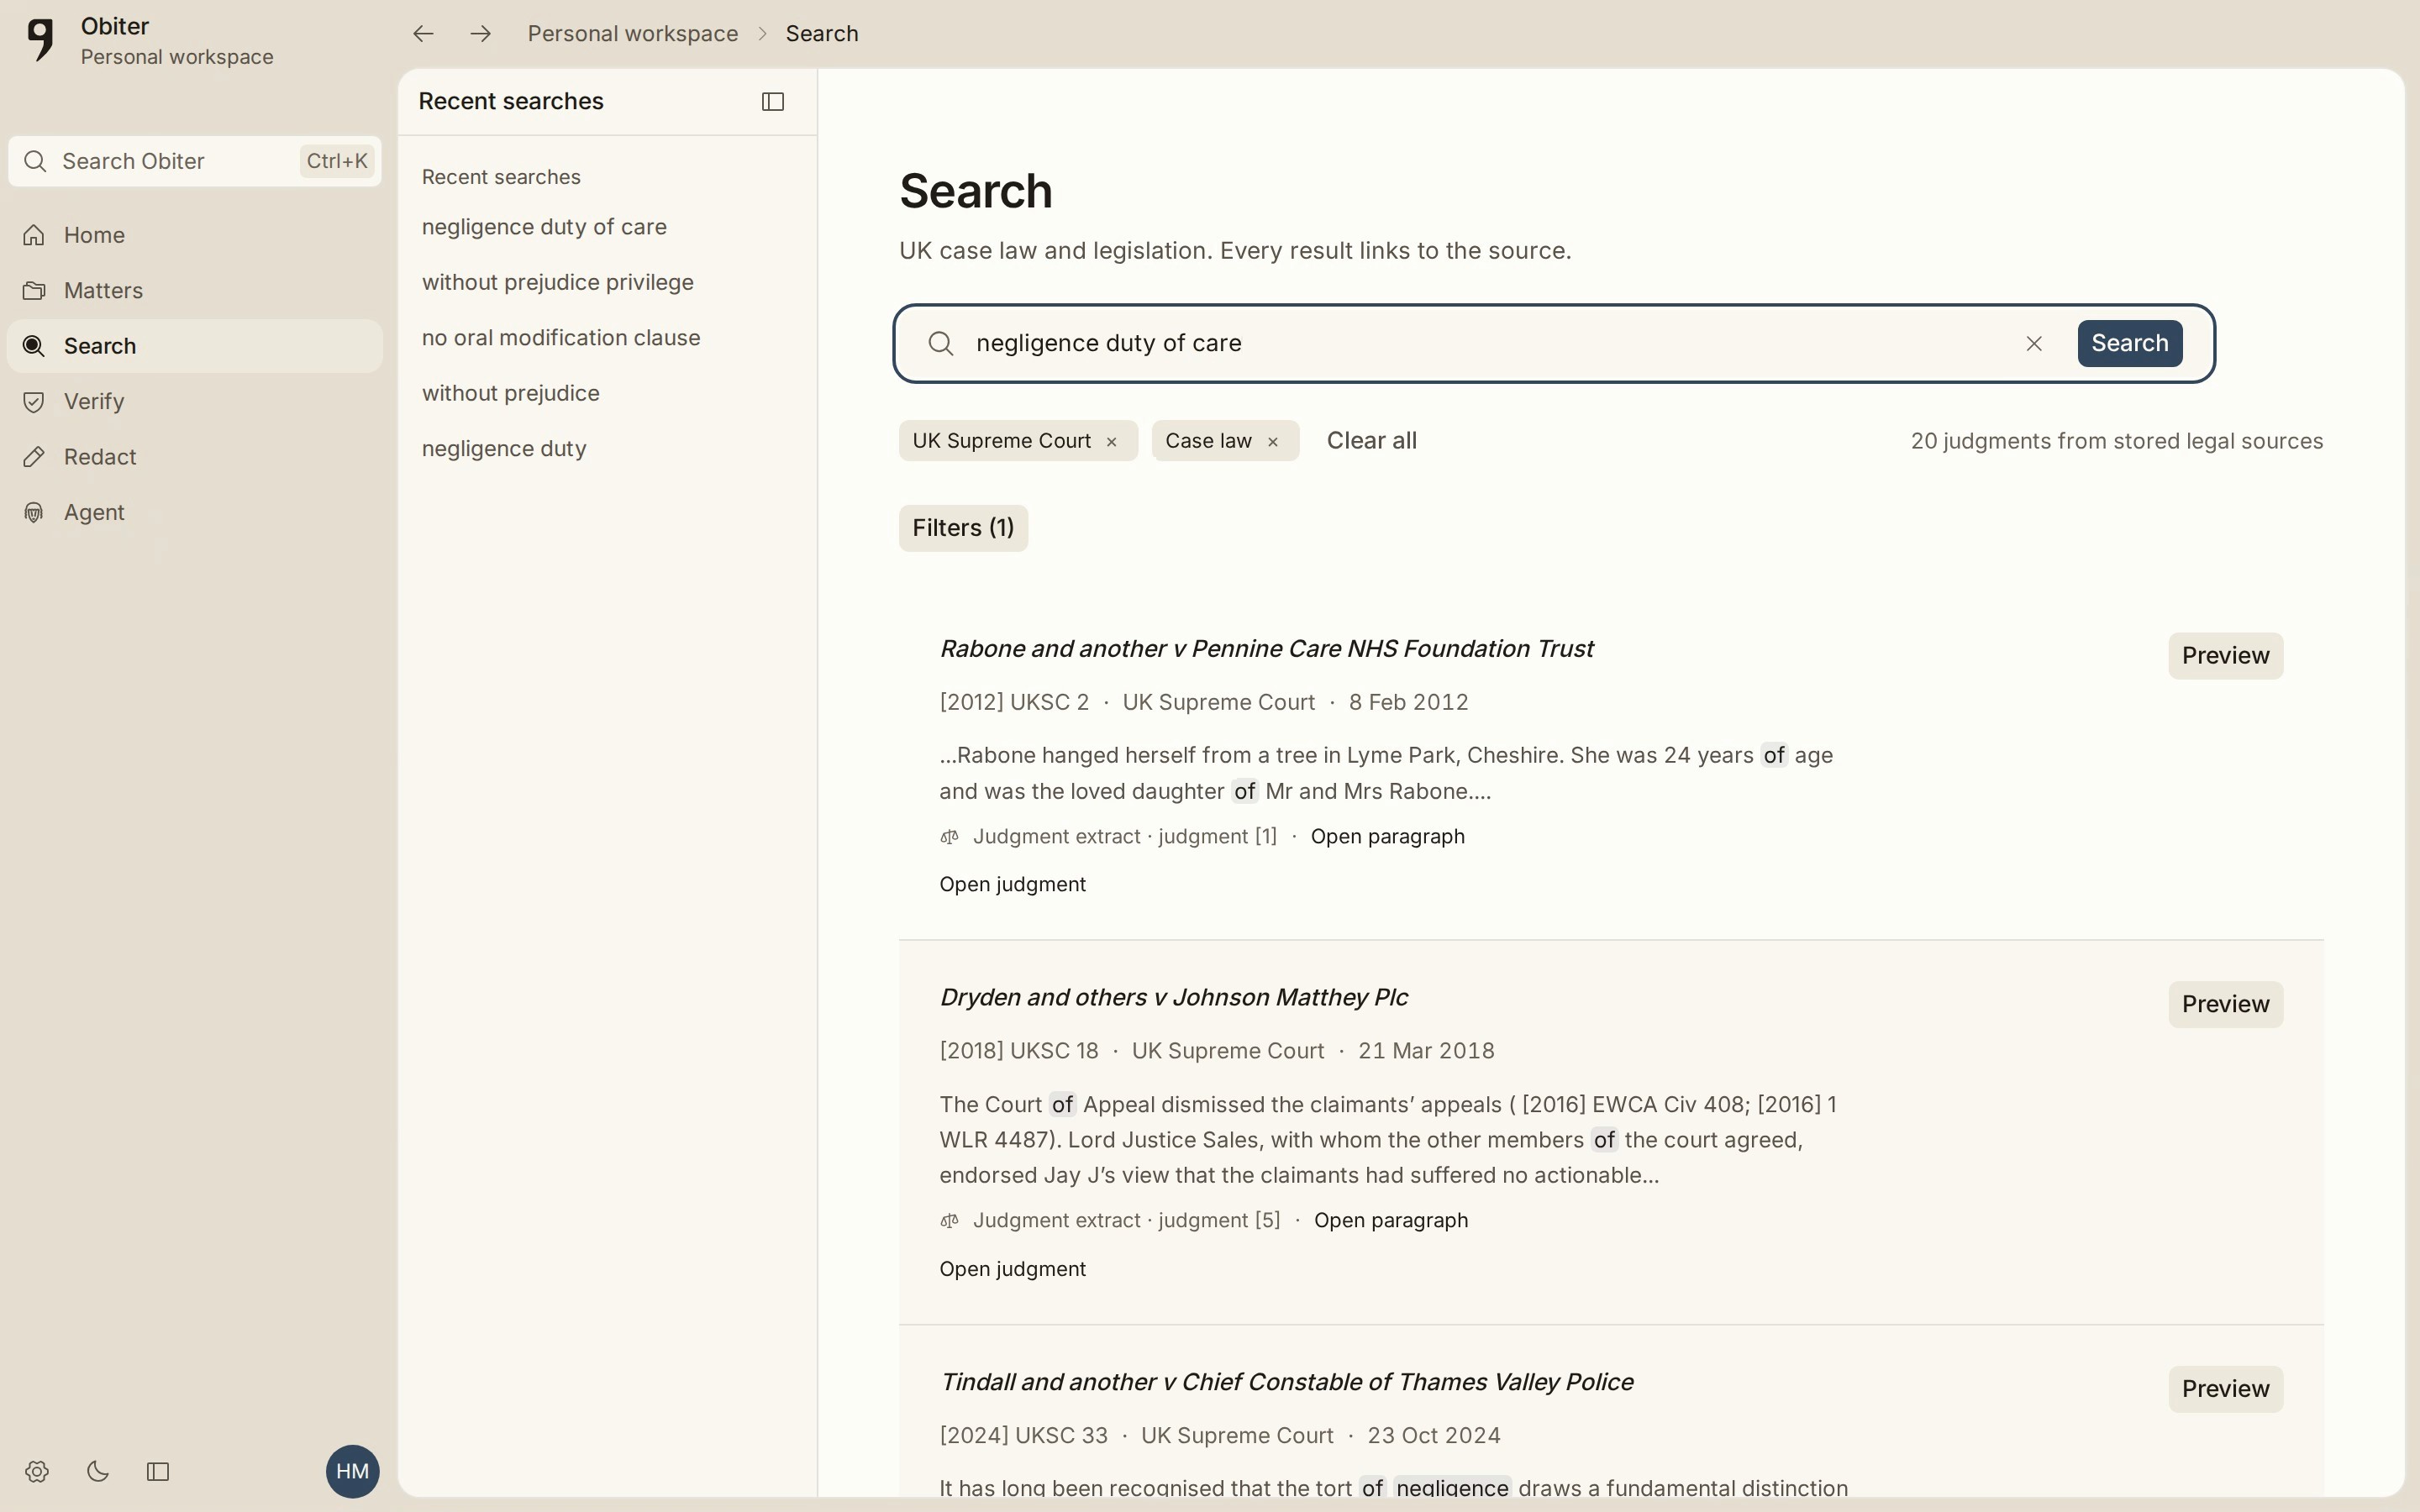 Obiter
Personal workspace
Search Obiter
Ctrl+K
Home
Matters
Search
Verify
Redact
Agent
HM
Personal workspace
Search
Recent searches
Recent searches
negligence duty of care
without prejudice privilege
no oral modification clause
without prejudice
negligence duty
Search
UK case law and legislation. Every result links to the source.
negligence duty of care
Search
UK Supreme Court ×
Case law ×
Clear all
20 judgments from stored legal sources
Filters (1)
Rabone and another v Pennine Care NHS Foundation Trust
Preview
[2012] UKSC 2 · UK Supreme Court · 8 Feb 2012
...Rabone hanged herself from a tree in Lyme Park, Cheshire. She was 24 years of age
and was the loved daughter of Mr and Mrs Rabone....
Judgment extract · judgment [1] · Open paragraph
Open judgment
Dryden and others v Johnson Matthey Plc
Preview
[2018] UKSC 18 · UK Supreme Court · 21 Mar 2018
The Court of Appeal dismissed the claimants’ appeals ( [2016] EWCA Civ 408; [2016] 1
WLR 4487). Lord Justice Sales, with whom the other members of the court agreed,
endorsed Jay J’s view that the claimants had suffered no actionable...
Judgment extract · judgment [5] · Open paragraph
Open judgment
Tindall and another v Chief Constable of Thames Valley Police
Preview
[2024] UKSC 33 · UK Supreme Court · 23 Oct 2024
It has long been recognised that the tort of negligence draws a fundamental distinction